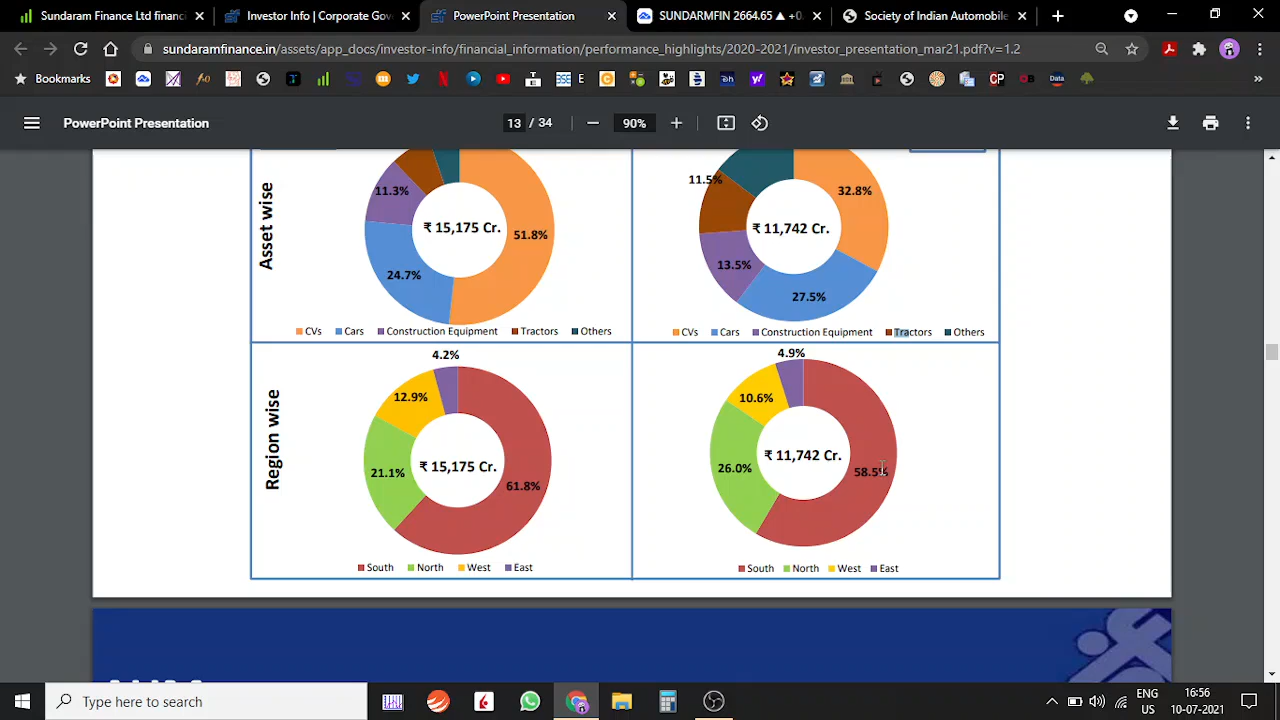 Sundaram Finance Ltd financi
Investor Info | Corporate Gov
PowerPoint Presentation
SUNDARMFIN 2664.65 ▲ +0.
Society of Indian Automobile
sundaramfinance.in/assets/app_docs/investor-info/financial_information/performance_highlights/2020-2021/investor_presentation_mar21.pdf?v=1.2
Bookmarks
E
CP
Data
»
PowerPoint Presentation
13 / 34
90%
Asset wise
11.3%
₹ 15,175 Cr.
51.8%
24.7%
CVs Cars Construction Equipment Tractors Others
11.5%
32.8%
₹ 11,742 Cr.
13.5%
27.5%
CVs Cars Construction Equipment Tractors Others
Region wise
4.2%
12.9%
₹ 15,175 Cr.
21.1%
61.8%
South North West East
4.9%
10.6%
₹ 11,742 Cr.
26.0%
58.5%
South North West East
Type here to search
ENG
US
16:56
10-07-2021